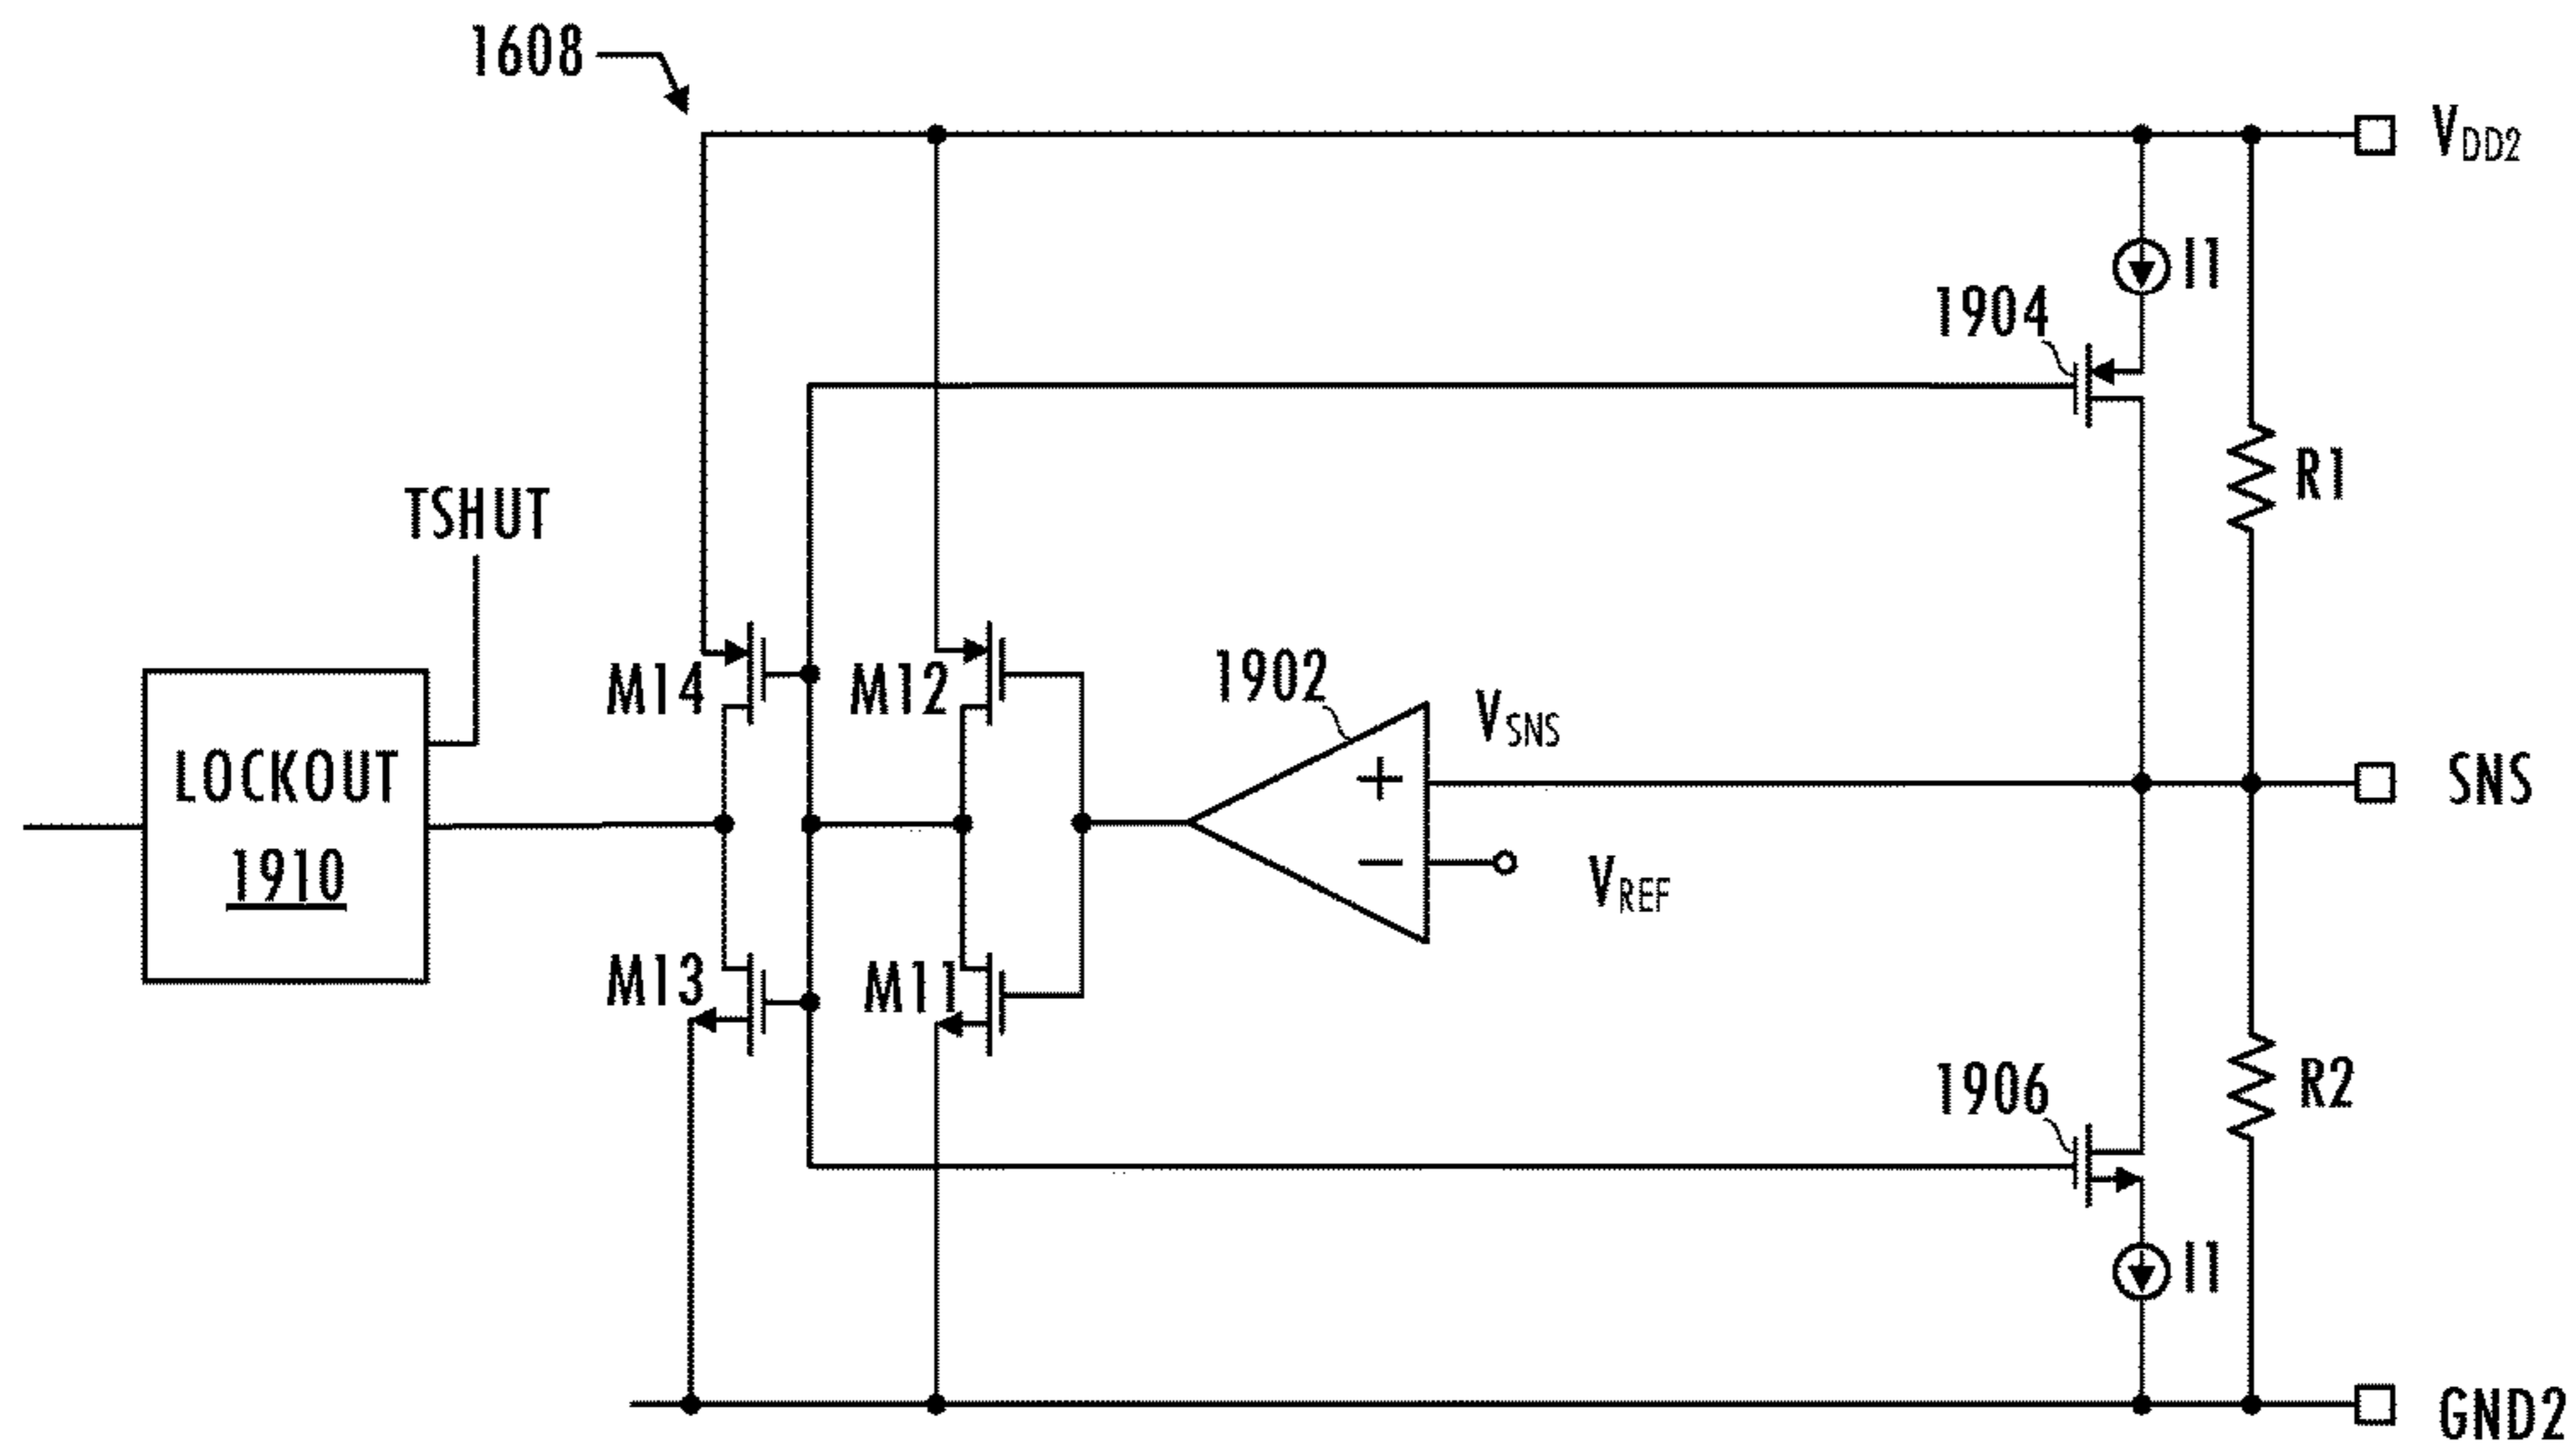 1608
VDD2
I1
1904
R1
TSHUT
M14
M12
1902
VSNS
LOCKOUT
1910
SNS
VREF
M13
M11
1906
R2
I1
GND2